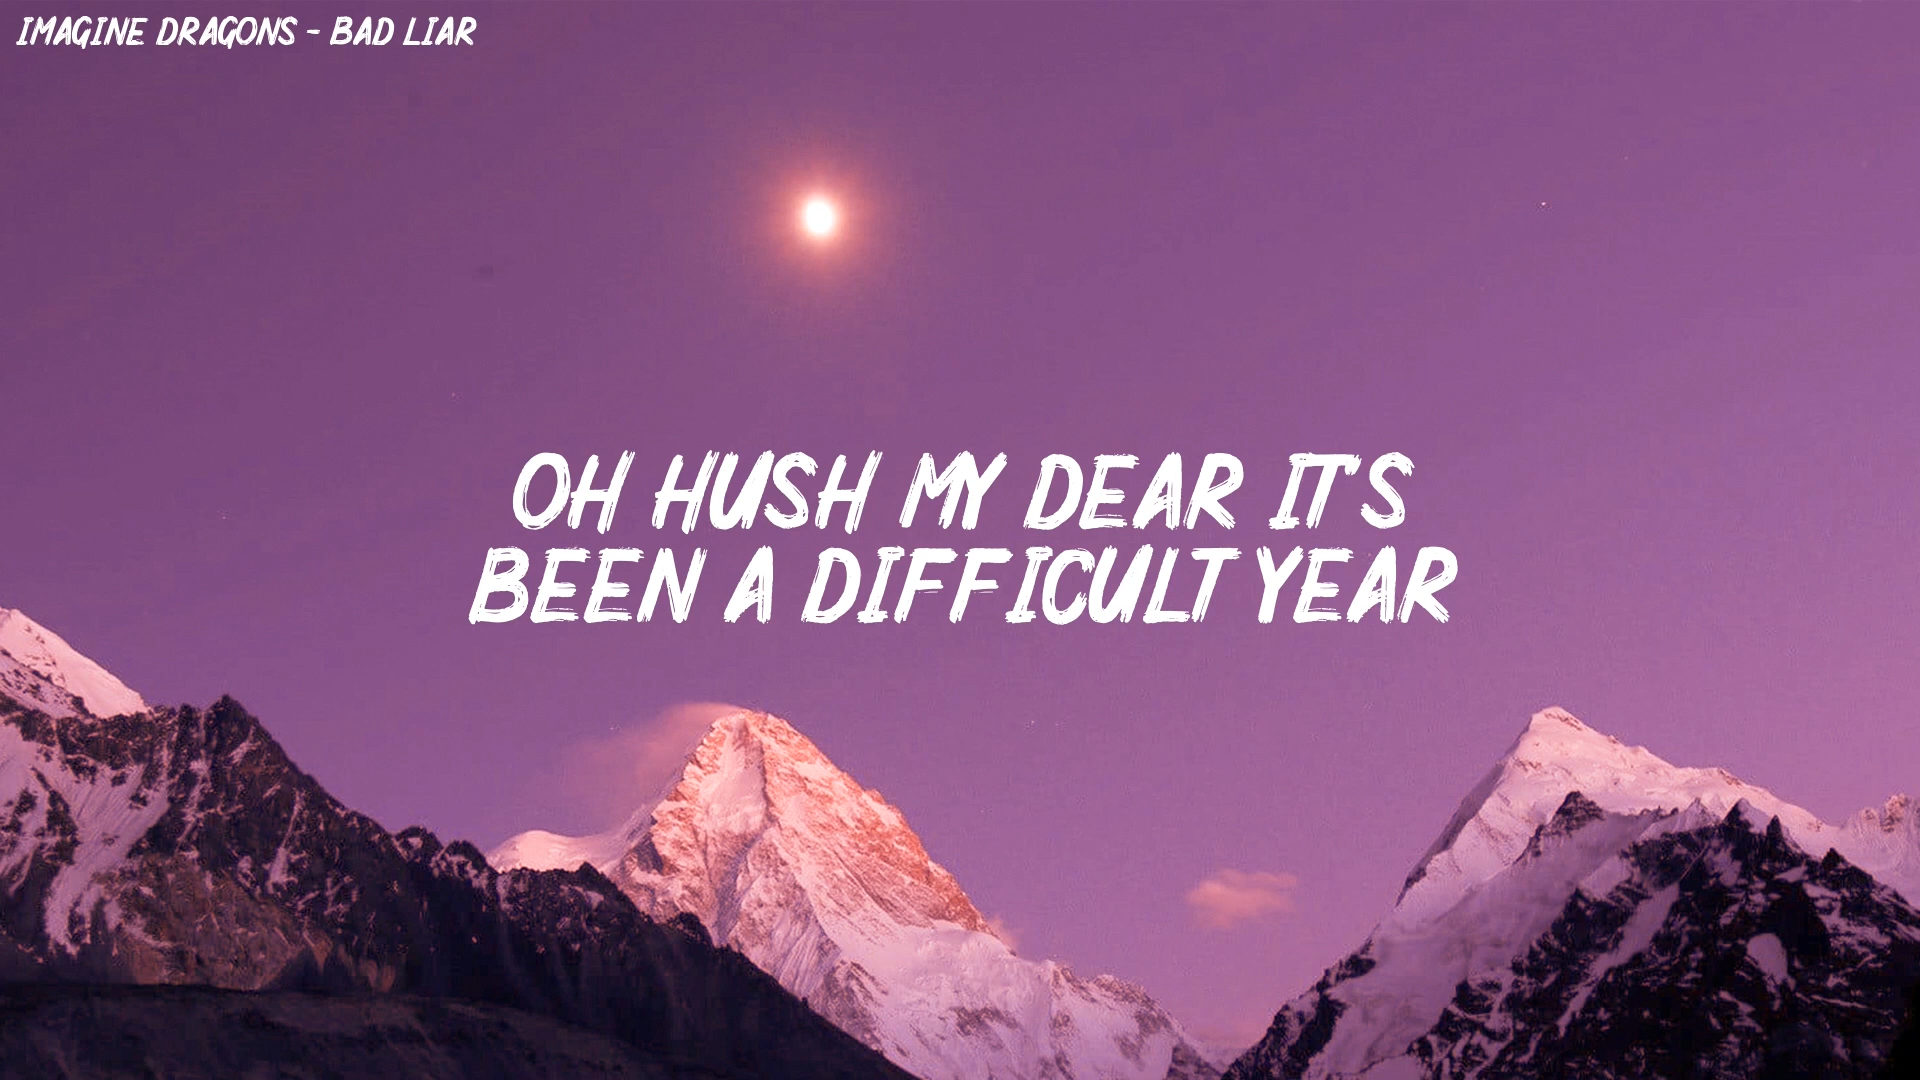 IMAGINE DRAGONS - BAD LIAR
OH HUSH MY DEAR IT'S
BEEN A DIFFICULT YEAR